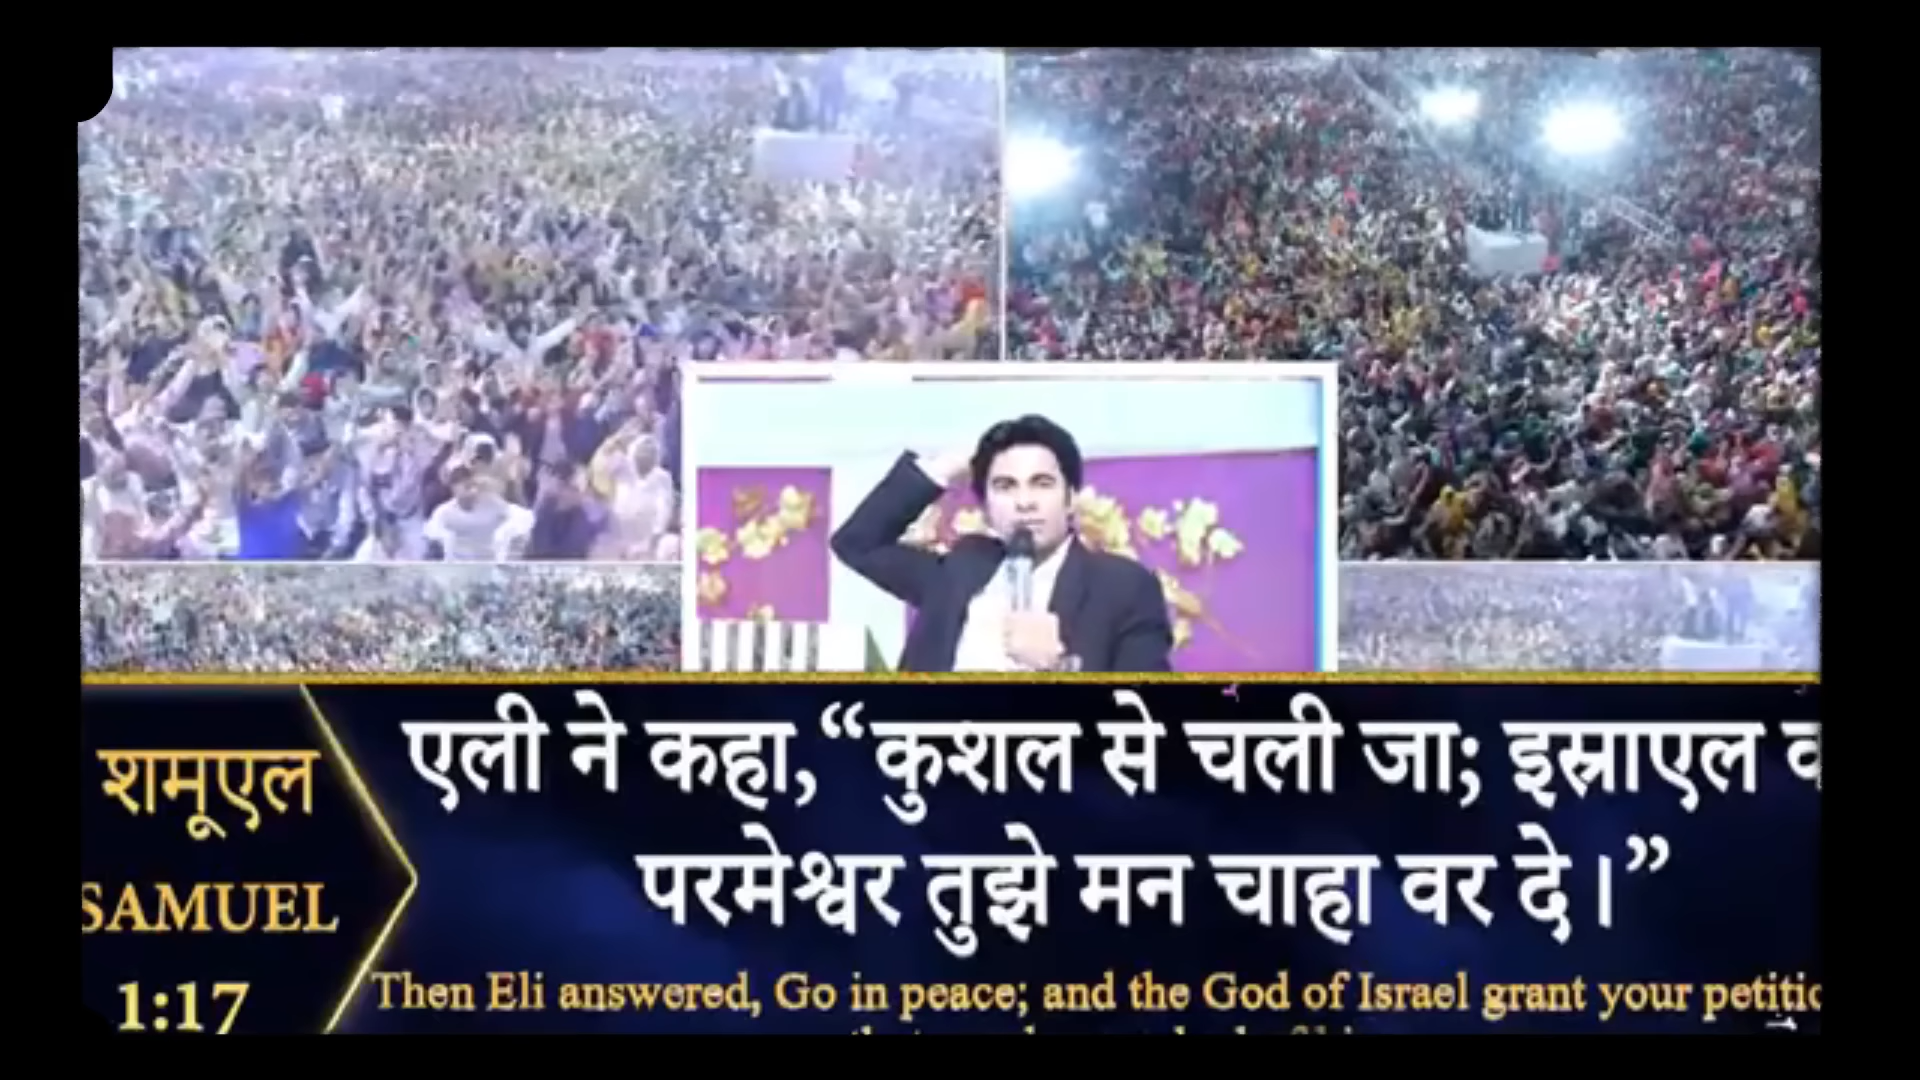 शमूएल
SAMUEL
1:17
एली ने कहा, “कुशल से चली जा; इस्राएल
परमेश्वर तुझे मन चाहा वर दे।”
Then Eli answered, Go in peace; and the God of Israel grant your